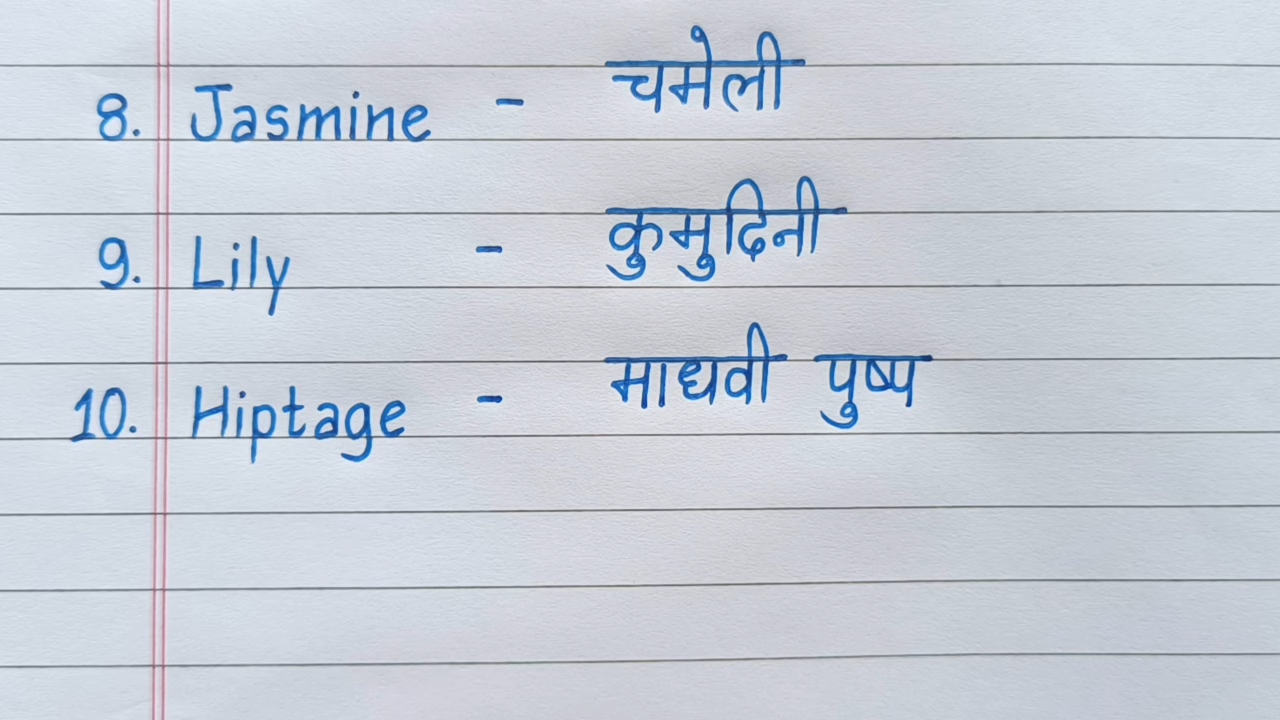 8. Jasmine - चमेली
9. Lily - कुमुदिनी
10. Hiptage - माधवी पुष्प